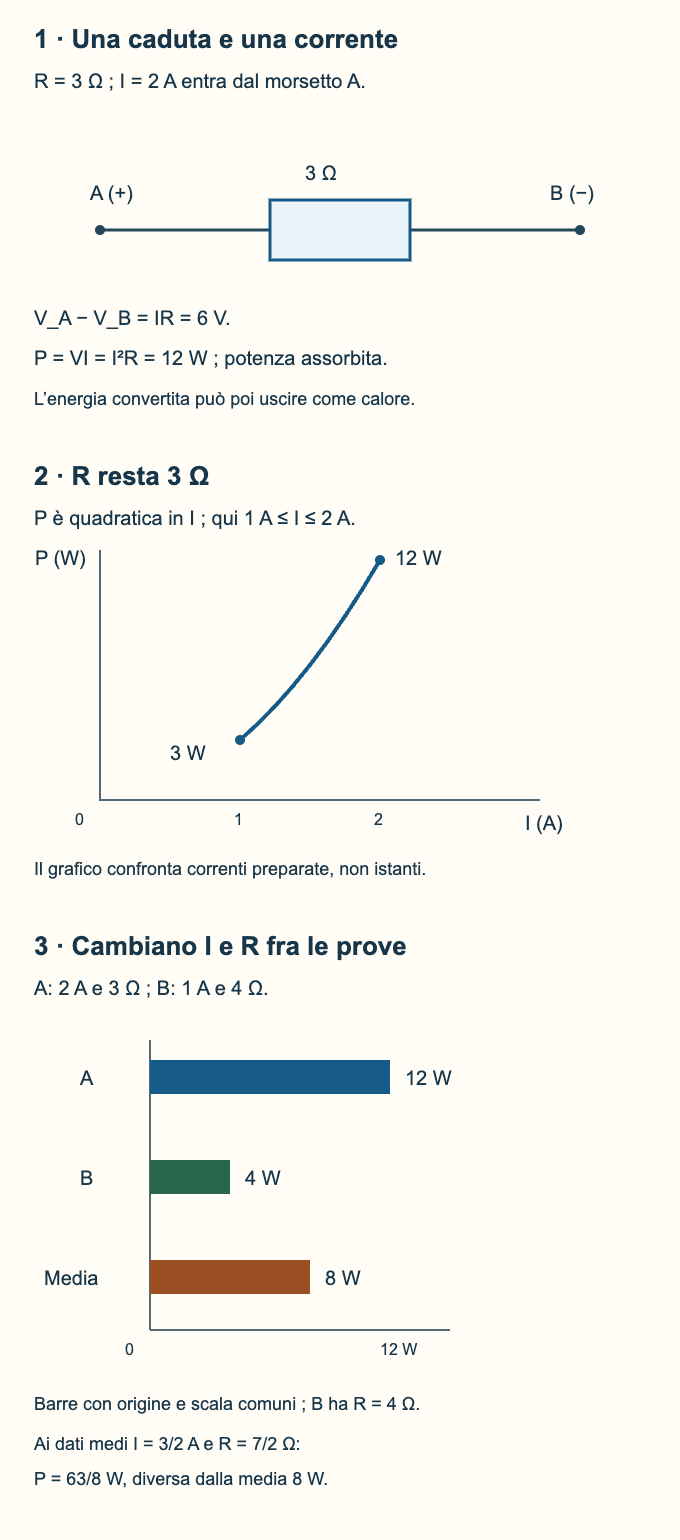 1 · Una caduta e una corrente
R = 3 Ω ; I = 2 A entra dal morsetto A.
3 Ω
A (+)
B (−)
V_A − V_B = IR = 6 V.
P = VI = I²R = 12 W ; potenza assorbita.
L’energia convertita può poi uscire come calore.
2 · R resta 3 Ω
P è quadratica in I ; qui 1 A ≤ I ≤ 2 A.
P (W)
12 W
3 W
0
1
2
I (A)
Il grafico confronta correnti preparate, non istanti.
3 · Cambiano I e R fra le prove
A: 2 A e 3 Ω ; B: 1 A e 4 Ω.
A
12 W
B
4 W
Media
8 W
0
12 W
Barre con origine e scala comuni ; B ha R = 4 Ω.
Ai dati medi I = 3/2 A e R = 7/2 Ω:
P = 63/8 W, diversa dalla media 8 W.